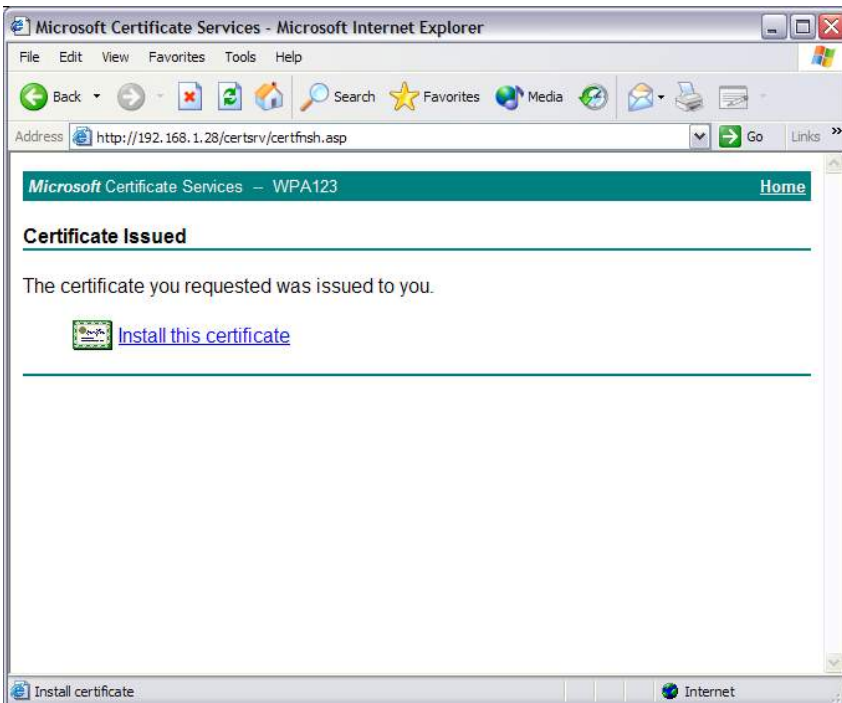 Microsoft Certificate Services - Microsoft Internet Explorer
File Edit View Favorites Tools Help
Back Search Favorites Media
Address http://192.168.1.28/certsrv/certfnsh.asp Go Links »
Microsoft Certificate Services -- WPA123 Home
Certificate Issued
The certificate you requested was issued to you.
Install this certificate
Install certificate Internet